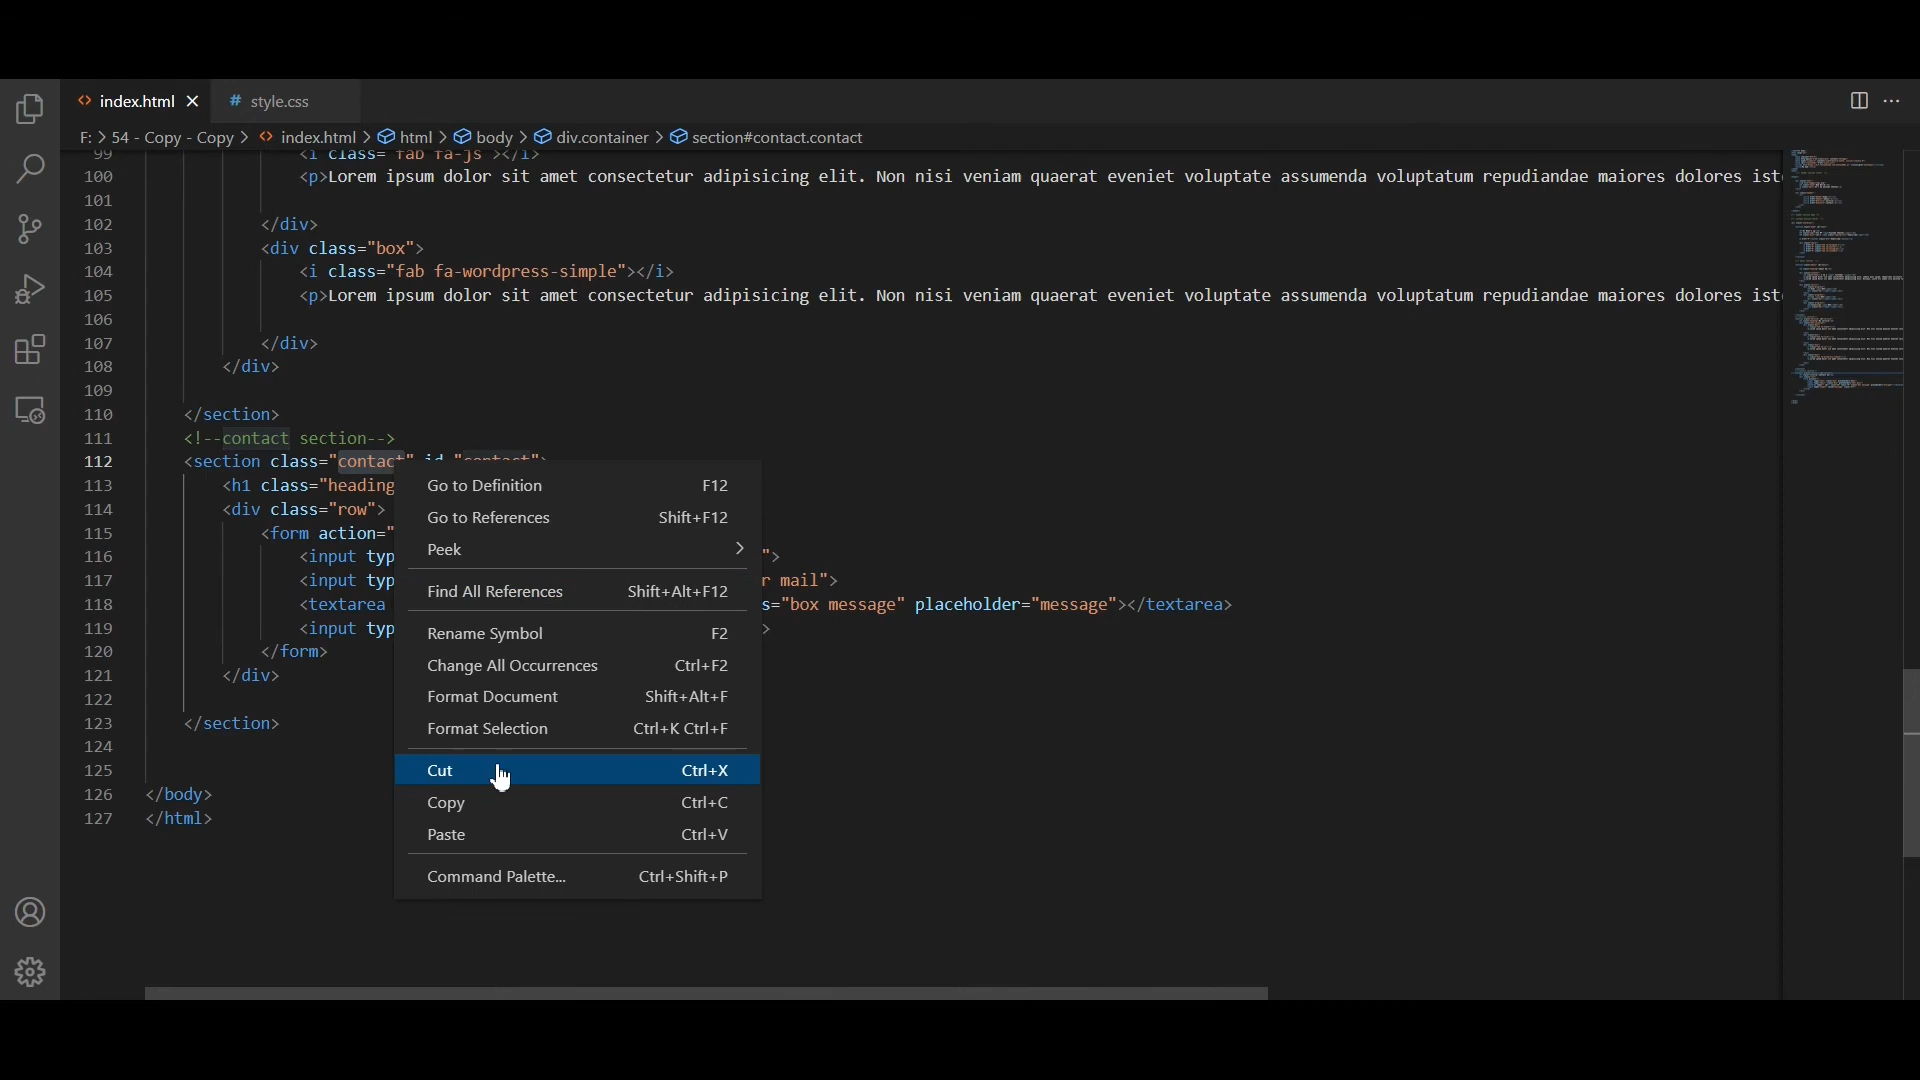 index.html
# style.css
F: > 54 - Copy - Copy > index.html > html > body > div.container > section#contact.contact
99 <i class="fab fa-js"></i>
100 <p>Lorem ipsum dolor sit amet consectetur adipisicing elit. Non nisi veniam quaerat eveniet voluptate assumenda voluptatum repudiandae maiores dolores ist
101
102 </div>
103 <div class="box">
104 <i class="fab fa-wordpress-simple"></i>
105 <p>Lorem ipsum dolor sit amet consectetur adipisicing elit. Non nisi veniam quaerat eveniet voluptate assumenda voluptatum repudiandae maiores dolores ist
106
107 </div>
108 </div>
109
110 </section>
111 <!--contact section-->
112 <section class="contact" id="contact">
113 <h1 class="heading
114 <div class="row">
115 <form action="
116 <input typ ">
117 <input typ r mail">
118 <textarea s="box message" placeholder="message"></textarea>
119 <input typ >
120 </form>
121 </div>
122
123 </section>
124
125
126 </body>
127 </html>
Go to Definition F12
Go to References Shift+F12
Peek
Find All References Shift+Alt+F12
Rename Symbol F2
Change All Occurrences Ctrl+F2
Format Document Shift+Alt+F
Format Selection Ctrl+K Ctrl+F
Cut Ctrl+X
Copy Ctrl+C
Paste Ctrl+V
Command Palette... Ctrl+Shift+P